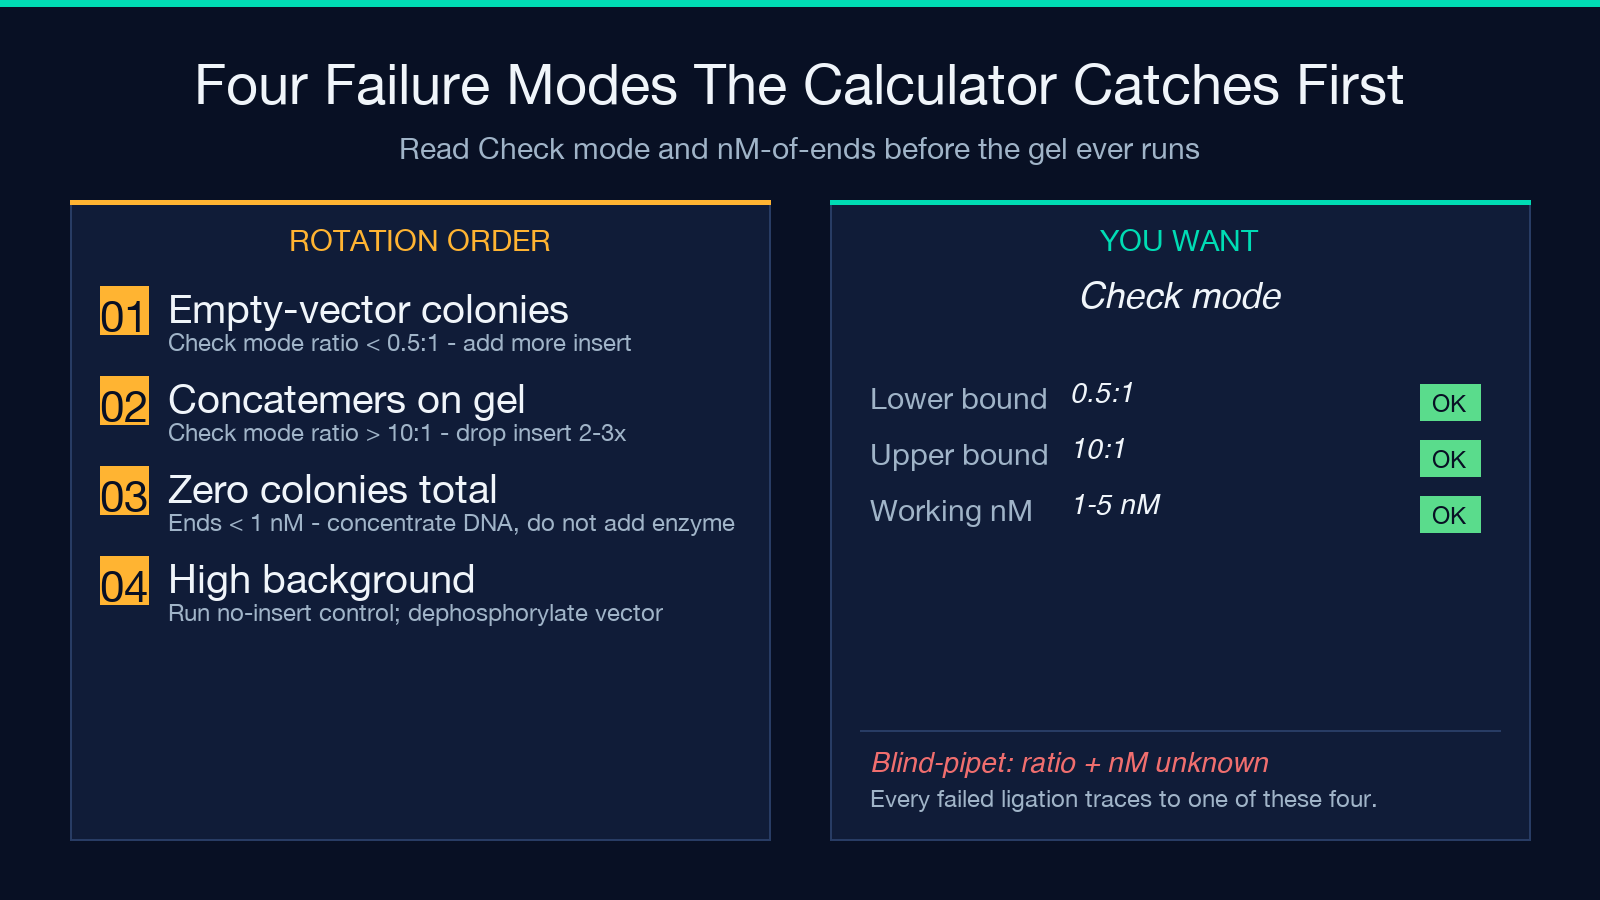 Four Failure Modes The Calculator Catches First
Read Check mode and nM-of-ends before the gel ever runs
ROTATION ORDER
01 Empty-vector colonies
Check mode ratio < 0.5:1 - add more insert
02 Concatemers on gel
Check mode ratio > 10:1 - drop insert 2-3x
03 Zero colonies total
Ends < 1 nM - concentrate DNA, do not add enzyme
04 High background
Run no-insert control; dephosphorylate vector
YOU WANT
Check mode
Lower bound 0.5:1 OK
Upper bound 10:1 OK
Working nM 1-5 nM OK
Blind-pipet: ratio + nM unknown
Every failed ligation traces to one of these four.